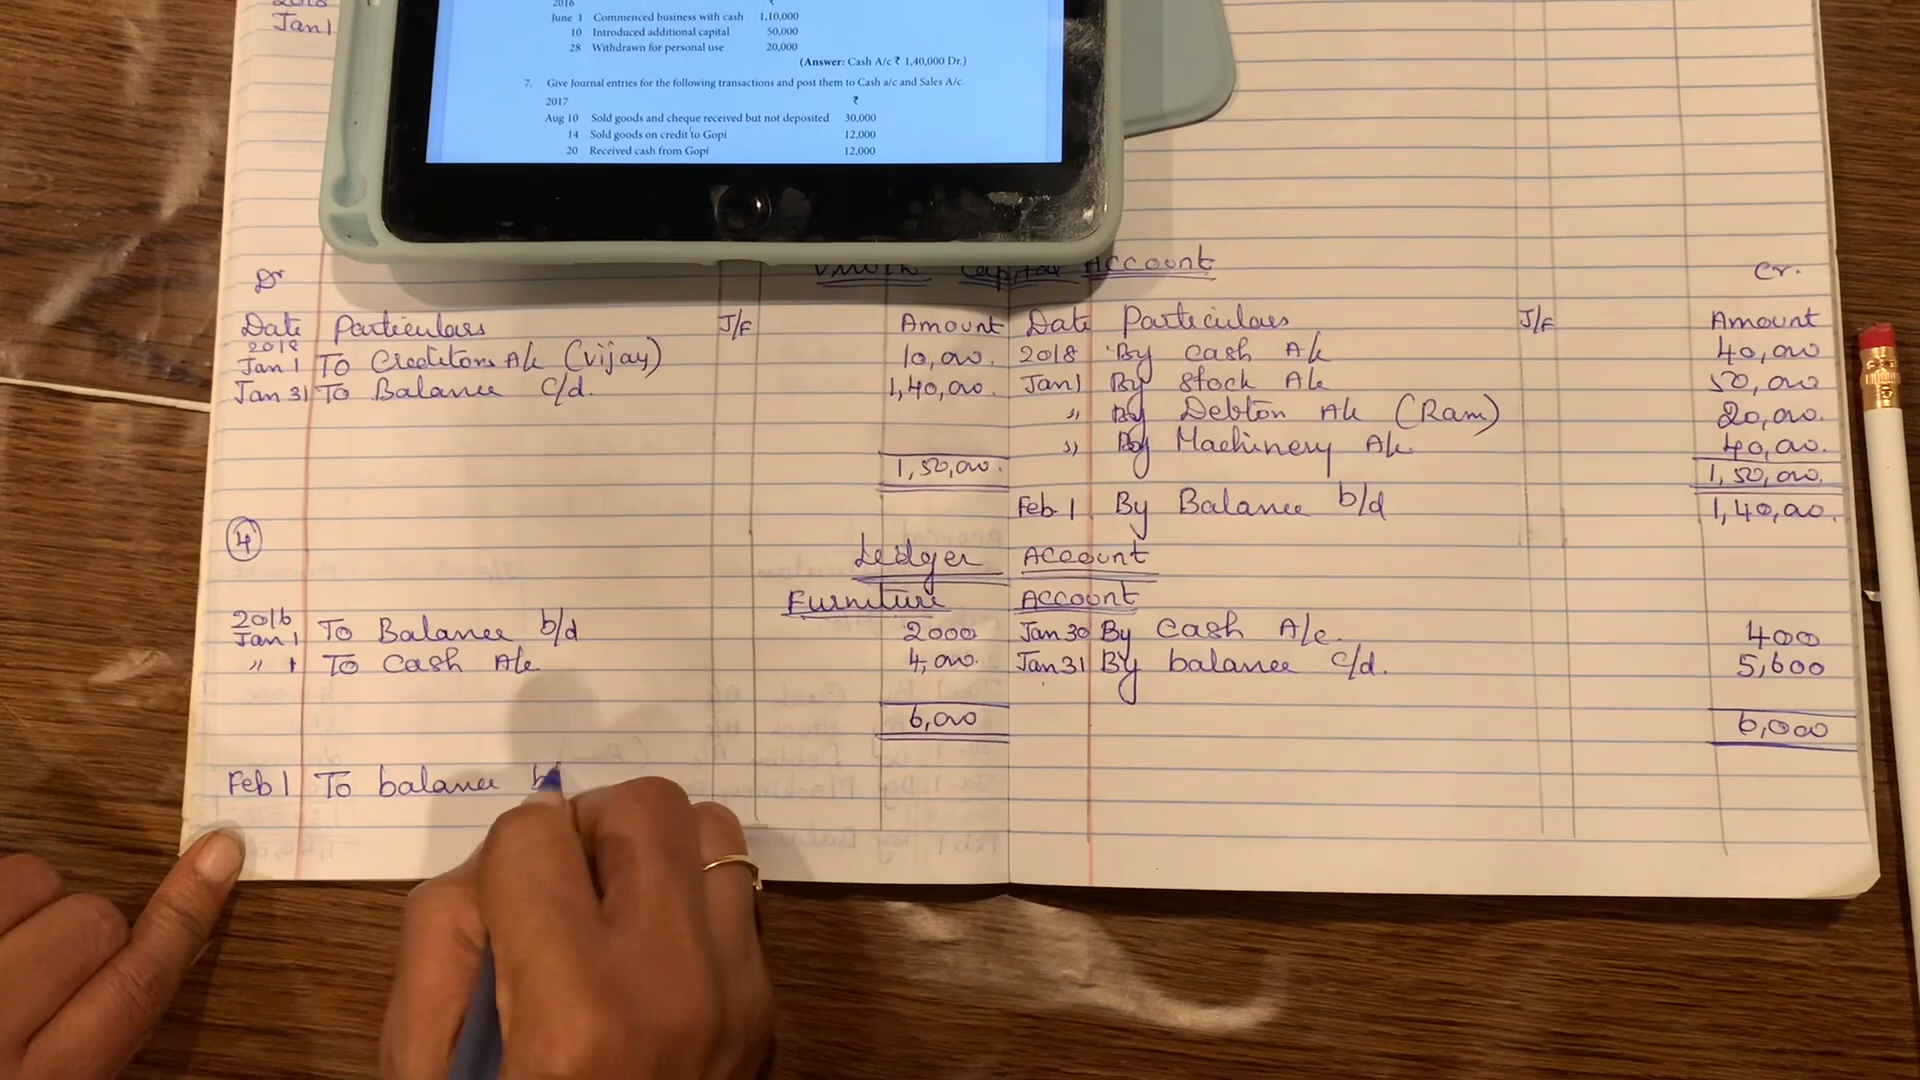 2016 ₹
June 1 Commenced business with cash 1,10,000
10 Introduced additional capital 50,000
28 Withdrawn for personal use 20,000
(Answer: Cash A/c ₹ 1,40,000 Dr.)
7. Give Journal entries for the following transactions and post them to Cash a/c and Sales A/c.
2017 ₹
Aug 10 Sold goods and cheque received but not deposited 30,000
14 Sold goods on credit to Gopi 12,000
20 Received cash from Gopi 12,000
Jan 1
Dr Capital Account Cr.
Date Particulars J/F Amount Date Particulars J/F Amount
2018
Jan 1 To Creditors A/c (Vijay) 10,000. 2018 By Cash A/c 40,000
Jan 31 To Balance c/d. 1,40,000. Jan 1 By Stock A/c 50,000
" By Debtors A/c (Ram) 20,000.
" By Machinery A/c. 40,000.
1,50,000. 1,50,000.
Feb 1 By Balance b/d 1,40,000.
4
Ledger Account
Furniture Account
2016
Jan 1 To Balance b/d 2000 Jan 30 By Cash A/c. 400
" 1 To Cash A/c 4,000. Jan 31 By balance c/d. 5,600
6,000 6,000
Feb 1 To balance b